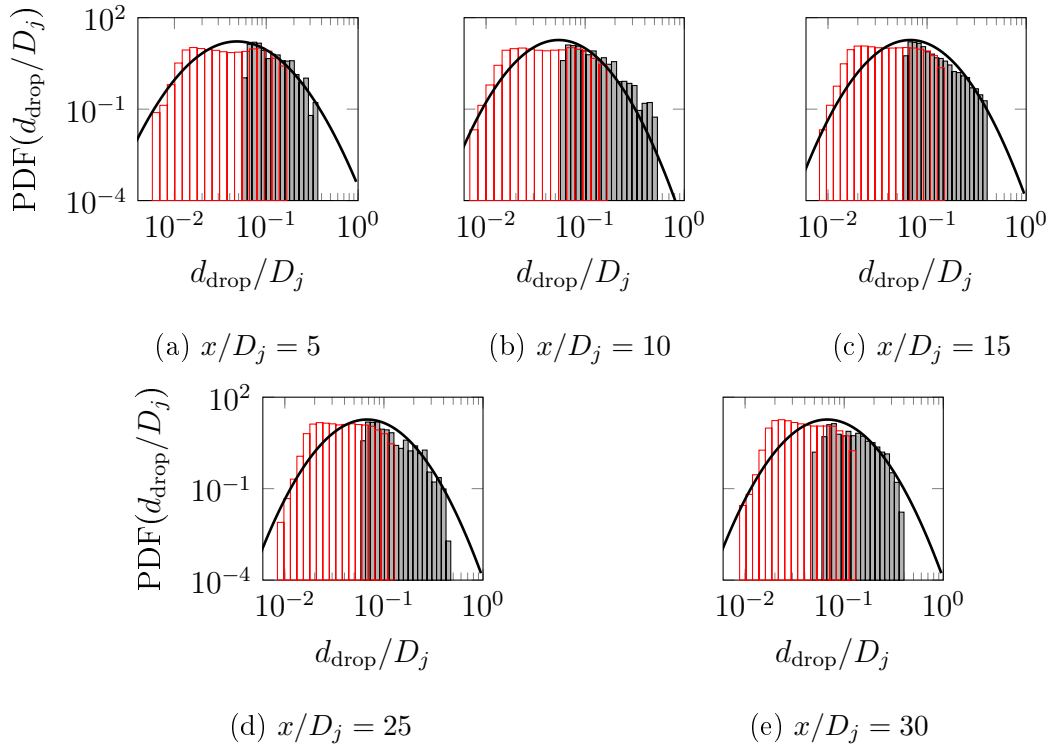 PDF(d_drop/D_j)
10^2
10^−1
10^−4
10^−2 10^−1 10^0
d_drop/D_j
(a) x/D_j = 5
10^−2 10^−1 10^0
d_drop/D_j
(b) x/D_j = 10
10^−2 10^−1 10^0
d_drop/D_j
(c) x/D_j = 15
PDF(d_drop/D_j)
10^2
10^−1
10^−4
10^−2 10^−1 10^0
d_drop/D_j
(d) x/D_j = 25
10^−2 10^−1 10^0
d_drop/D_j
(e) x/D_j = 30